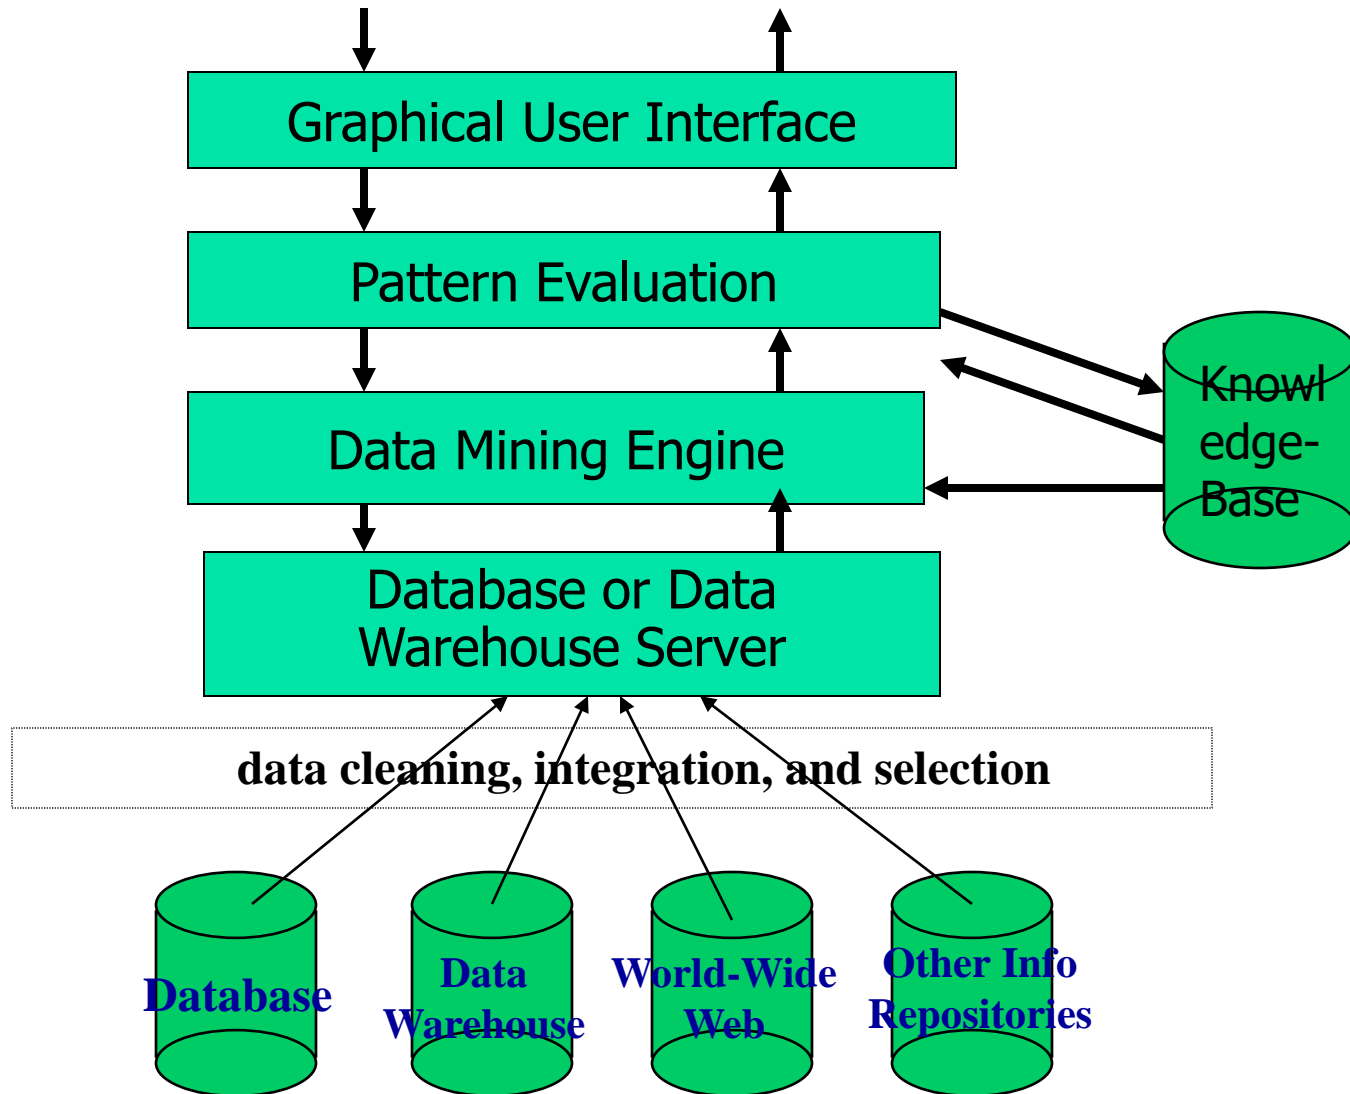 Graphical User Interface
Pattern Evaluation
Knowl
edge-
Base
Data Mining Engine
Database or Data
Warehouse Server
data cleaning, integration, and selection
Database
Data
Warehouse
World-Wide
Web
Other Info
Repositories